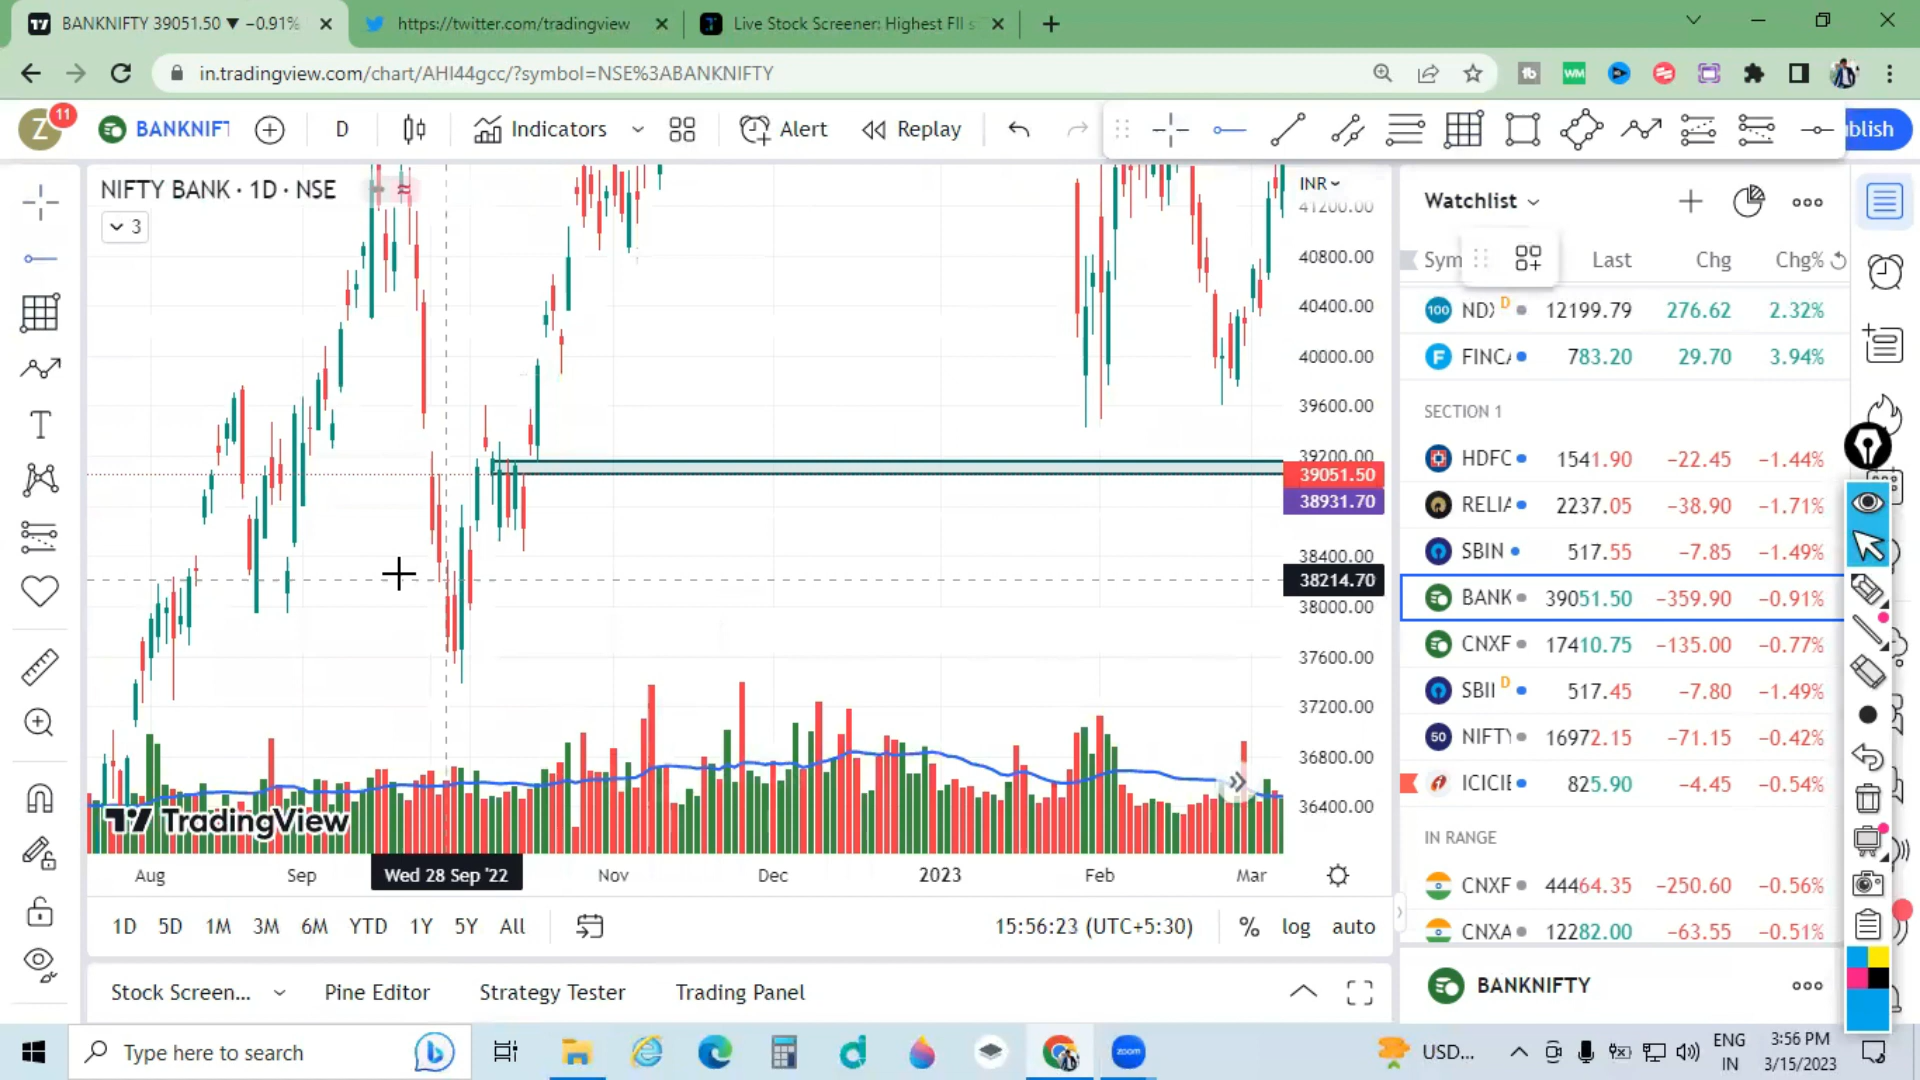 BANKNIFTY 39051.50 ▼ −0.91%
https://twitter.com/tradingview
Live Stock Screener: Highest FII s
in.tradingview.com/chart/AHI44gcc/?symbol=NSE%3ABANKNIFTY
Z
11
BANKNIFT
D
Indicators
Alert
Replay
blish
NIFTY BANK · 1D · NSE
3
INR
41200.00
40800.00
40400.00
40000.00
39600.00
39200.00
39051.50
38931.70
38400.00
38214.70
38000.00
37600.00
37200.00
36800.00
36400.00
TradingView
Aug
Sep
Wed 28 Sep '22
Nov
Dec
2023
Feb
Mar
1D 5D 1M 3M 6M YTD 1Y 5Y All
15:56:23 (UTC+5:30)
% log auto
Stock Screen...
Pine Editor
Strategy Tester
Trading Panel
Watchlist
Sym Last Chg Chg%
100 NDX D 12199.79 276.62 2.32%
F FINCA 783.20 29.70 3.94%
SECTION 1
HDFC 1541.90 −22.45 −1.44%
RELIA 2237.05 −38.90 −1.71%
SBIN 517.55 −7.85 −1.49%
BANK 39051.50 −359.90 −0.91%
CNXF 17410.75 −135.00 −0.77%
SBII D 517.45 −7.80 −1.49%
50 NIFTY 16972.15 −71.15 −0.42%
ICICIE 825.90 −4.45 −0.54%
IN RANGE
CNXF 44464.35 −250.60 −0.56%
CNXA 12282.00 −63.55 −0.51%
BANKNIFTY
Type here to search
zoom
USD...
ENG
IN
3:56 PM
3/15/2023